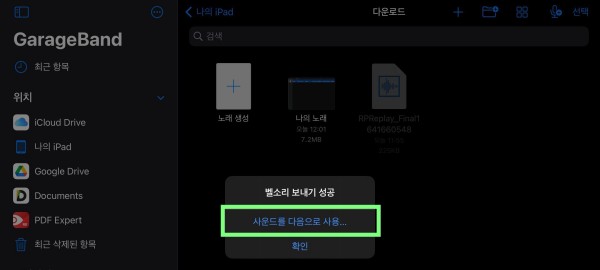 GarageBand
최근 항목
위치
iCloud Drive
나의 iPad
Google Drive
Documents
PDF Expert
최근 삭제된 항목
나의 iPad
다운로드
선택
검색
노래 생성
나의 노래
오늘 12:01
7.2MB
RPReplay_Final1
641660548
벨소리 보내기 성공
사운드를 다음으로 사용...
확인